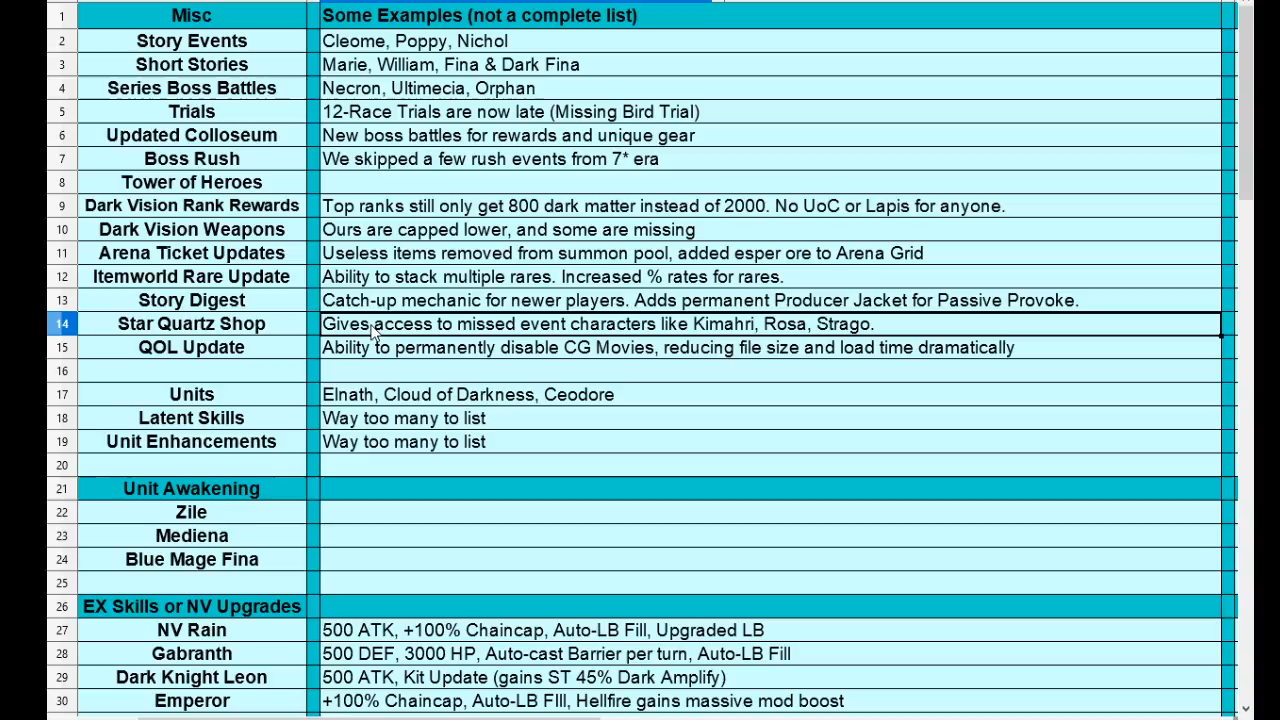 1 Misc Some Examples (not a complete list)
2 Story Events Cleome, Poppy, Nichol
3 Short Stories Marie, William, Fina & Dark Fina
4 Series Boss Battles Necron, Ultimecia, Orphan
5 Trials 12-Race Trials are now late (Missing Bird Trial)
6 Updated Colloseum New boss battles for rewards and unique gear
7 Boss Rush We skipped a few rush events from 7* era
8 Tower of Heroes
9 Dark Vision Rank Rewards Top ranks still only get 800 dark matter instead of 2000. No UoC or Lapis for anyone.
10 Dark Vision Weapons Ours are capped lower, and some are missing
11 Arena Ticket Updates Useless items removed from summon pool, added esper ore to Arena Grid
12 Itemworld Rare Update Ability to stack multiple rares. Increased % rates for rares.
13 Story Digest Catch-up mechanic for newer players. Adds permanent Producer Jacket for Passive Provoke.
14 Star Quartz Shop Gives access to missed event characters like Kimahri, Rosa, Strago.
15 QOL Update Ability to permanently disable CG Movies, reducing file size and load time dramatically
16
17 Units Elnath, Cloud of Darkness, Ceodore
18 Latent Skills Way too many to list
19 Unit Enhancements Way too many to list
20
21 Unit Awakening
22 Zile
23 Mediena
24 Blue Mage Fina
25
26 EX Skills or NV Upgrades
27 NV Rain 500 ATK, +100% Chaincap, Auto-LB Fill, Upgraded LB
28 Gabranth 500 DEF, 3000 HP, Auto-cast Barrier per turn, Auto-LB Fill
29 Dark Knight Leon 500 ATK, Kit Update (gains ST 45% Dark Amplify)
30 Emperor +100% Chaincap, Auto-LB FIll, Hellfire gains massive mod boost